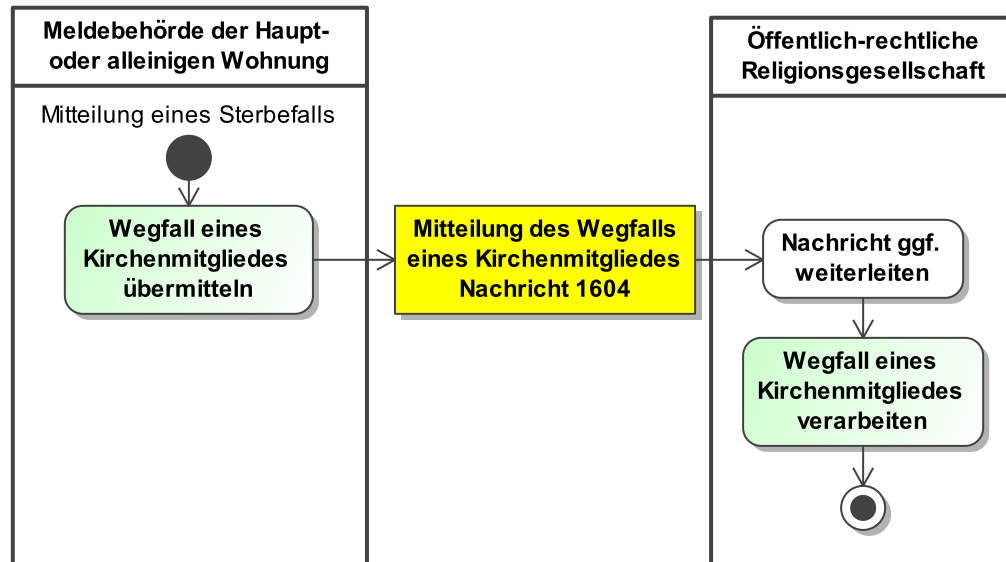 Meldebehörde der Haupt-
oder alleinigen Wohnung
Mitteilung eines Sterbefalls
Wegfall eines
Kirchenmitgliedes
übermitteln
Mitteilung des Wegfalls
eines Kirchenmitgliedes
Nachricht 1604
Öffentlich-rechtliche
Religionsgesellschaft
Nachricht ggf.
weiterleiten
Wegfall eines
Kirchenmitgliedes
verarbeiten